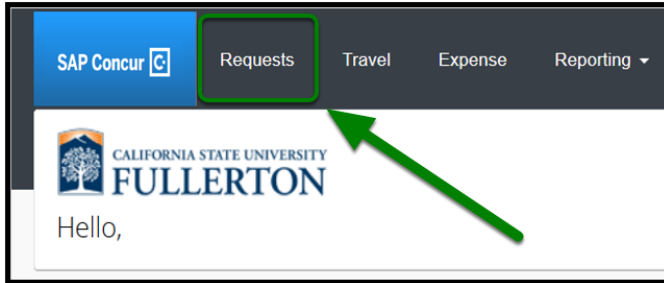 SAP Concur C Requests Travel Expense Reporting
CALIFORNIA STATE UNIVERSITY
FULLERTON
Hello,